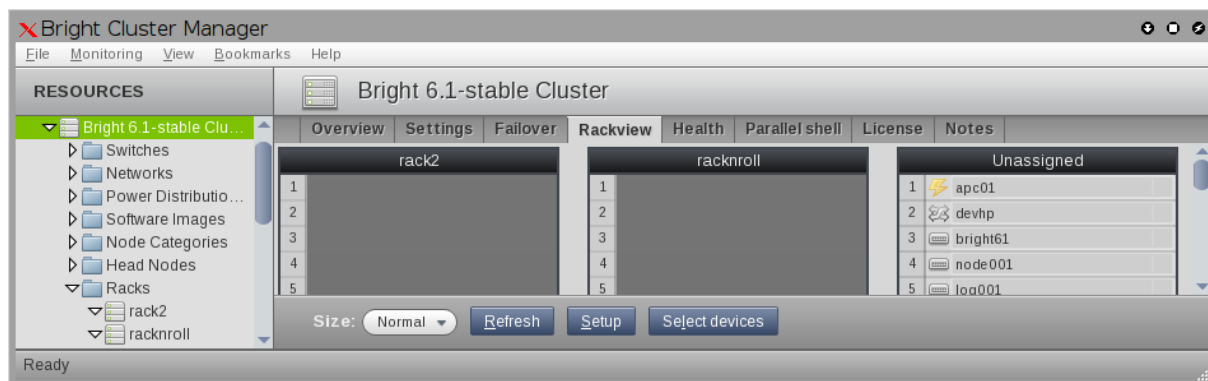 Bright Cluster Manager
File Monitoring View Bookmarks Help
RESOURCES
Bright 6.1-stable Clu...
Switches
Networks
Power Distributio...
Software Images
Node Categories
Head Nodes
Racks
rack2
racknroll
Bright 6.1-stable Cluster
Overview Settings Failover Rackview Health Parallel shell License Notes
rack2
1
2
3
4
5
racknroll
1
2
3
4
5
Unassigned
1 apc01
2 devhp
3 bright61
4 node001
5 log001
Size: Normal Refresh Setup Select devices
Ready